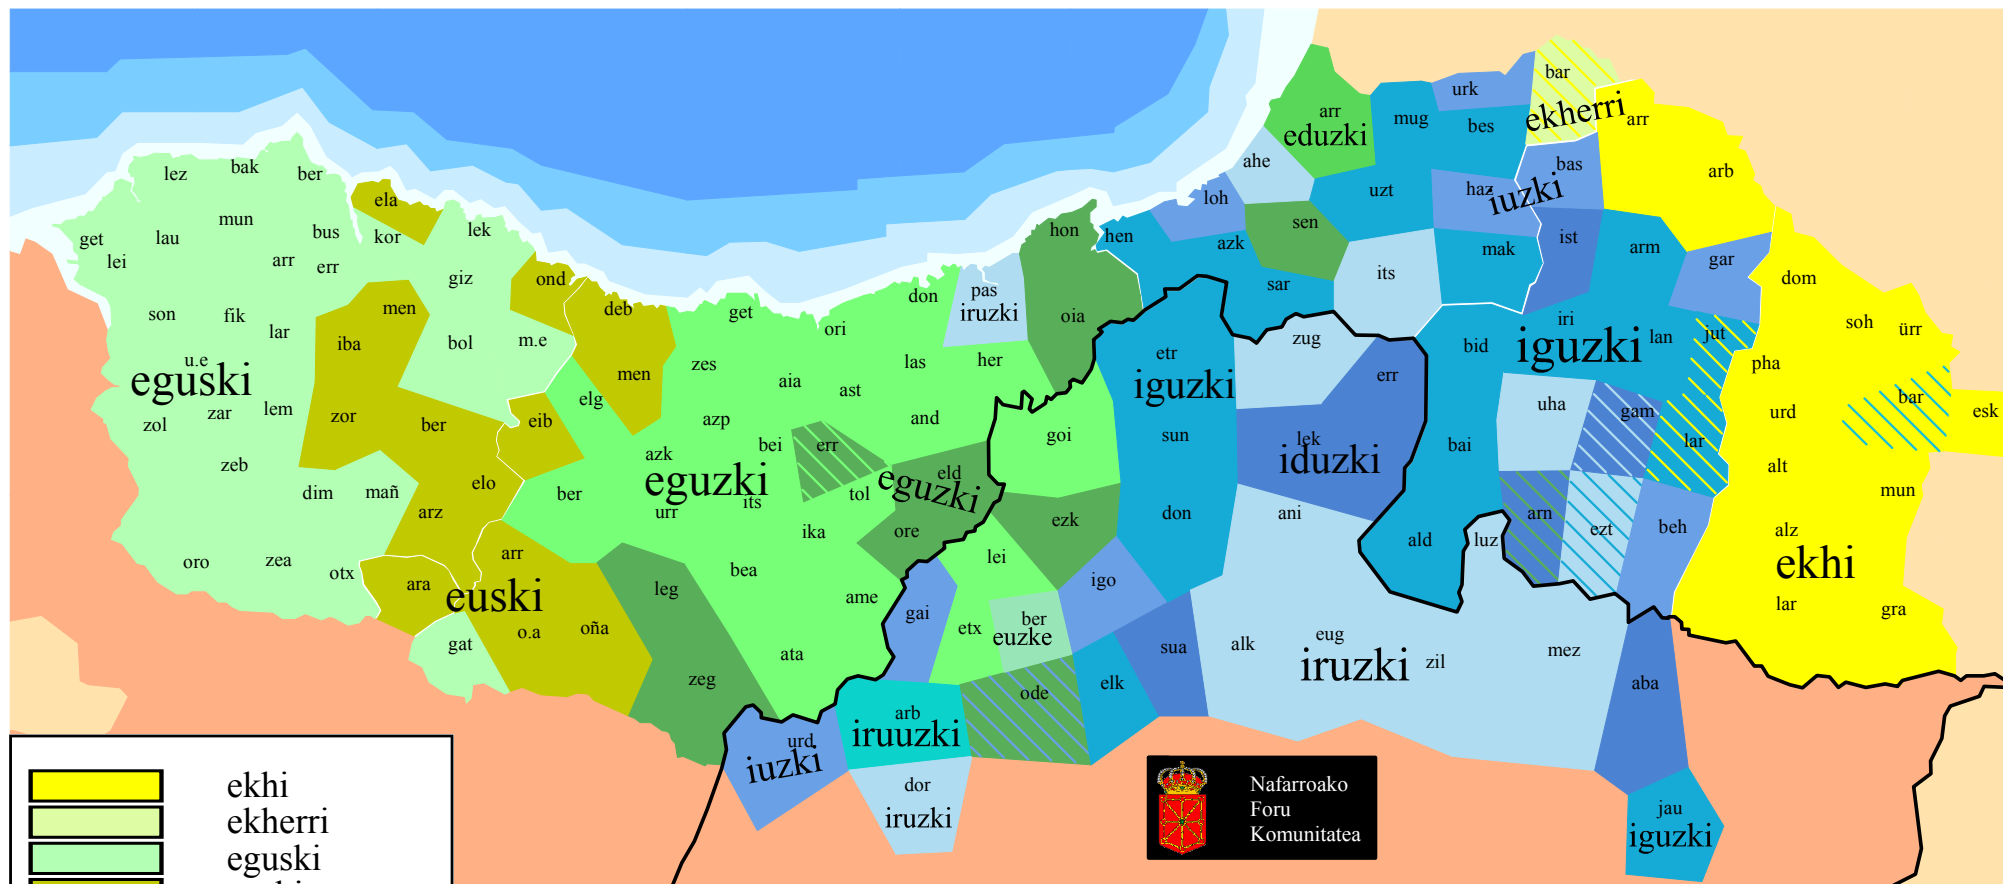 lez
bak
ber
ela
get
lau
mun
bus
kor
lek
lei
arr
err
giz
ond
son
fik
lar
men
iba
bol
m.e
deb
u.e
eguski
men
zol
zar
lem
zor
ber
eib
elg
zeb
dim
mañ
elo
arz
ber
oro
zea
otx
ara
arr
euski
gat
o.a
oña
get
ori
don
pas
iruzki
hon
oia
zes
aia
ast
las
her
azp
and
azk
bei
err
eguzki
its
urr
tol
eld
eguzki
ika
ore
bea
leg
ame
ata
zeg
goi
ezk
lei
igo
gai
etx
ber
euzke
ode
elk
sua
arb
iruuzki
urd
iuzki
dor
iruzki
arr
eduzki
ahe
loh
hen
azk
sen
sar
mug
urk
bes
uzt
haz
iuzki
its
mak
bar
ekherri
bas
ist
arr
arb
arm
gar
dom
etr
iguzki
sun
don
zug
err
lek
iduzki
ani
bid
iri
iguzki
lan
jut
pha
soh
ürr
uha
gam
bai
lar
urd
bar
esk
alt
mun
ald
luz
arn
ezt
beh
alz
ekhi
lar
gra
alk
eug
iruzki
zil
mez
aba
jau
iguzki
Nafarroako
Foru
Komunitatea
ekhi
ekherri
eguski